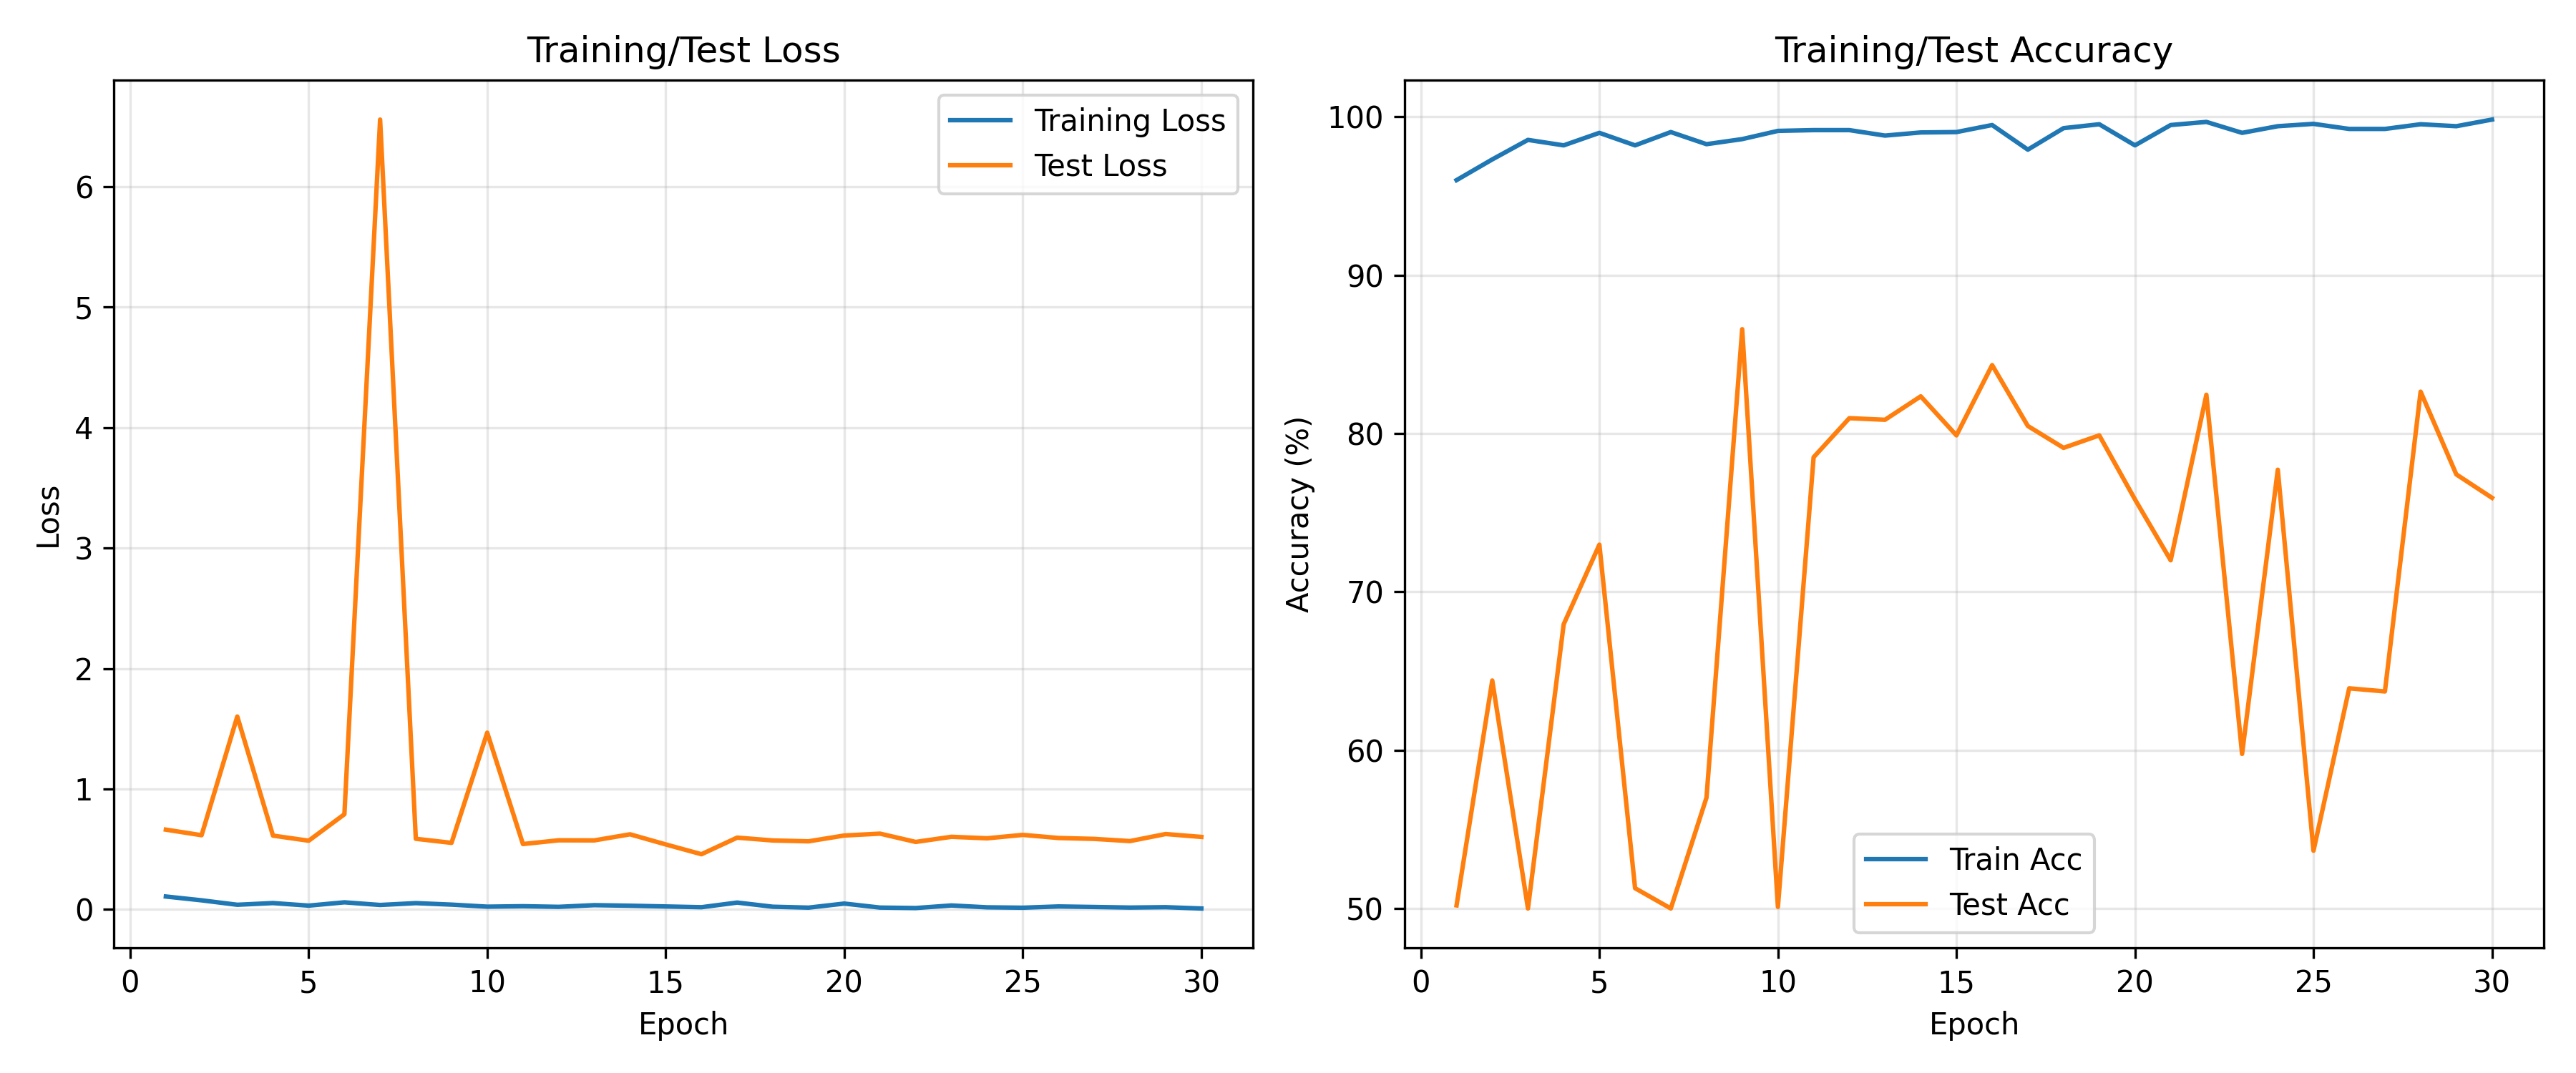 Training/Test Loss
Training Loss
Test Loss
Loss
6
5
4
3
2
1
0
0 5 10 15 20 25 30
Epoch
Training/Test Accuracy
Accuracy (%)
100
90
80
70
60
50
Train Acc
Test Acc
0 5 10 15 20 25 30
Epoch